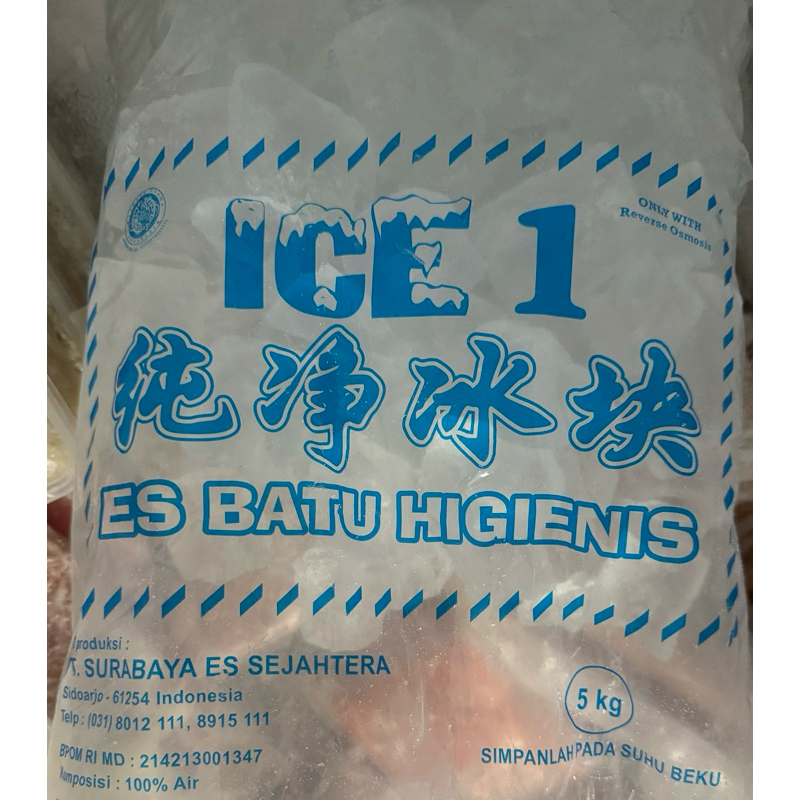 ICE 1
ONLY WITH
Reverse Osmosis
纯净冰块
ES BATU HIGIENIS
produksi :
PT. SURABAYA ES SEJAHTERA
Sidoarjo - 61254 Indonesia
Telp : (031) 8012 111, 8915 111
BPOM RI MD : 214213001347
Komposisi : 100% Air
5 kg
SIMPANLAH PADA SUHU BEKU